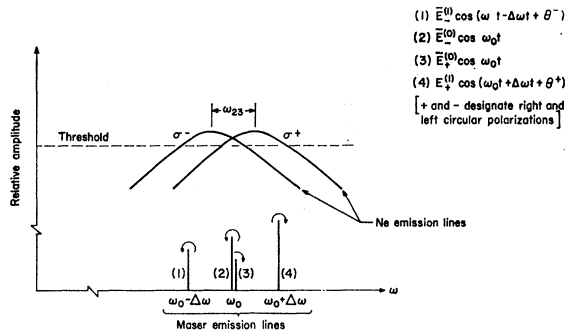 (1) E̅₋⁽¹⁾ cos (ω t-Δωt + θ⁻)
(2) E̅₋⁽⁰⁾ cos ω₀t
(3) E̅₊⁽⁰⁾ cos ω₀t
(4) E₊⁽¹⁾ cos (ω₀t+Δωt + θ⁺)
[+ and - designate right and
left circular polarizations]
ω₂₃
σ⁻
σ⁺
Threshold
Relative amplitude
Ne emission lines
(1)
(2)
(3)
(4)
ω
ω₀-Δω
ω₀
ω₀+Δω
Maser emission lines